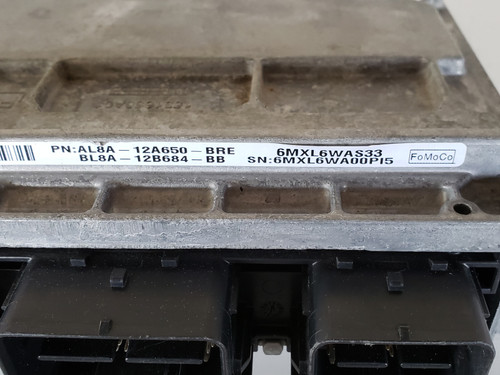 PN:AL8A-12A650-BRE
BL8A-12B684-BB
6MXL6WAS33
SN:6MXL6WA00PI5
FoMoCo